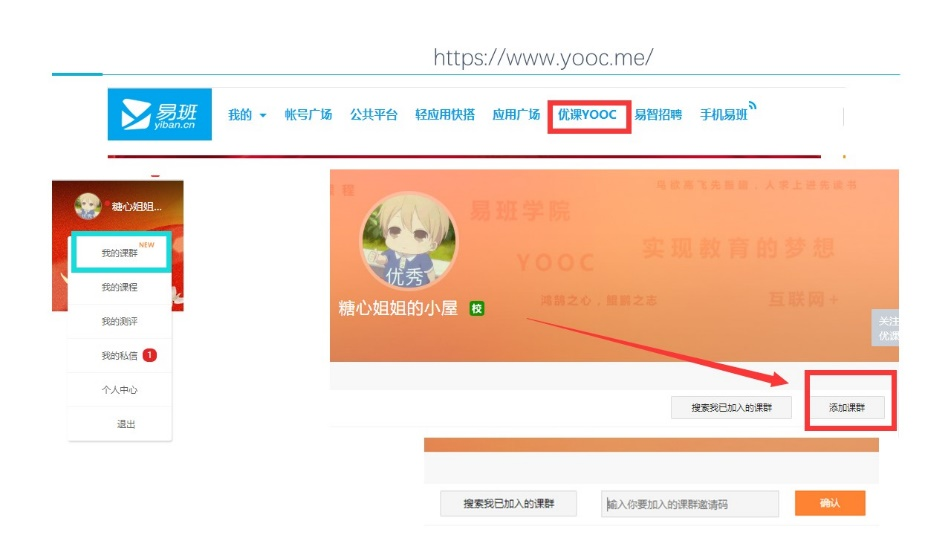 https://www.yooc.me/
易班
yiban.cn
我的 帐号广场 公共平台 轻应用快搭 应用广场 优课YOOC 易智招聘 手机易班
糖心姐姐...
我的课群 NEW
我的课程
我的测评
我的私信 1
个人中心
退出
易班学院
YOOC
实现教育的梦想
互联网+
优秀
糖心姐姐的小屋 校
关注
优课
搜索我已加入的课群 添加课群
搜索我已加入的课群 输入你要加入的课群邀请码 确认